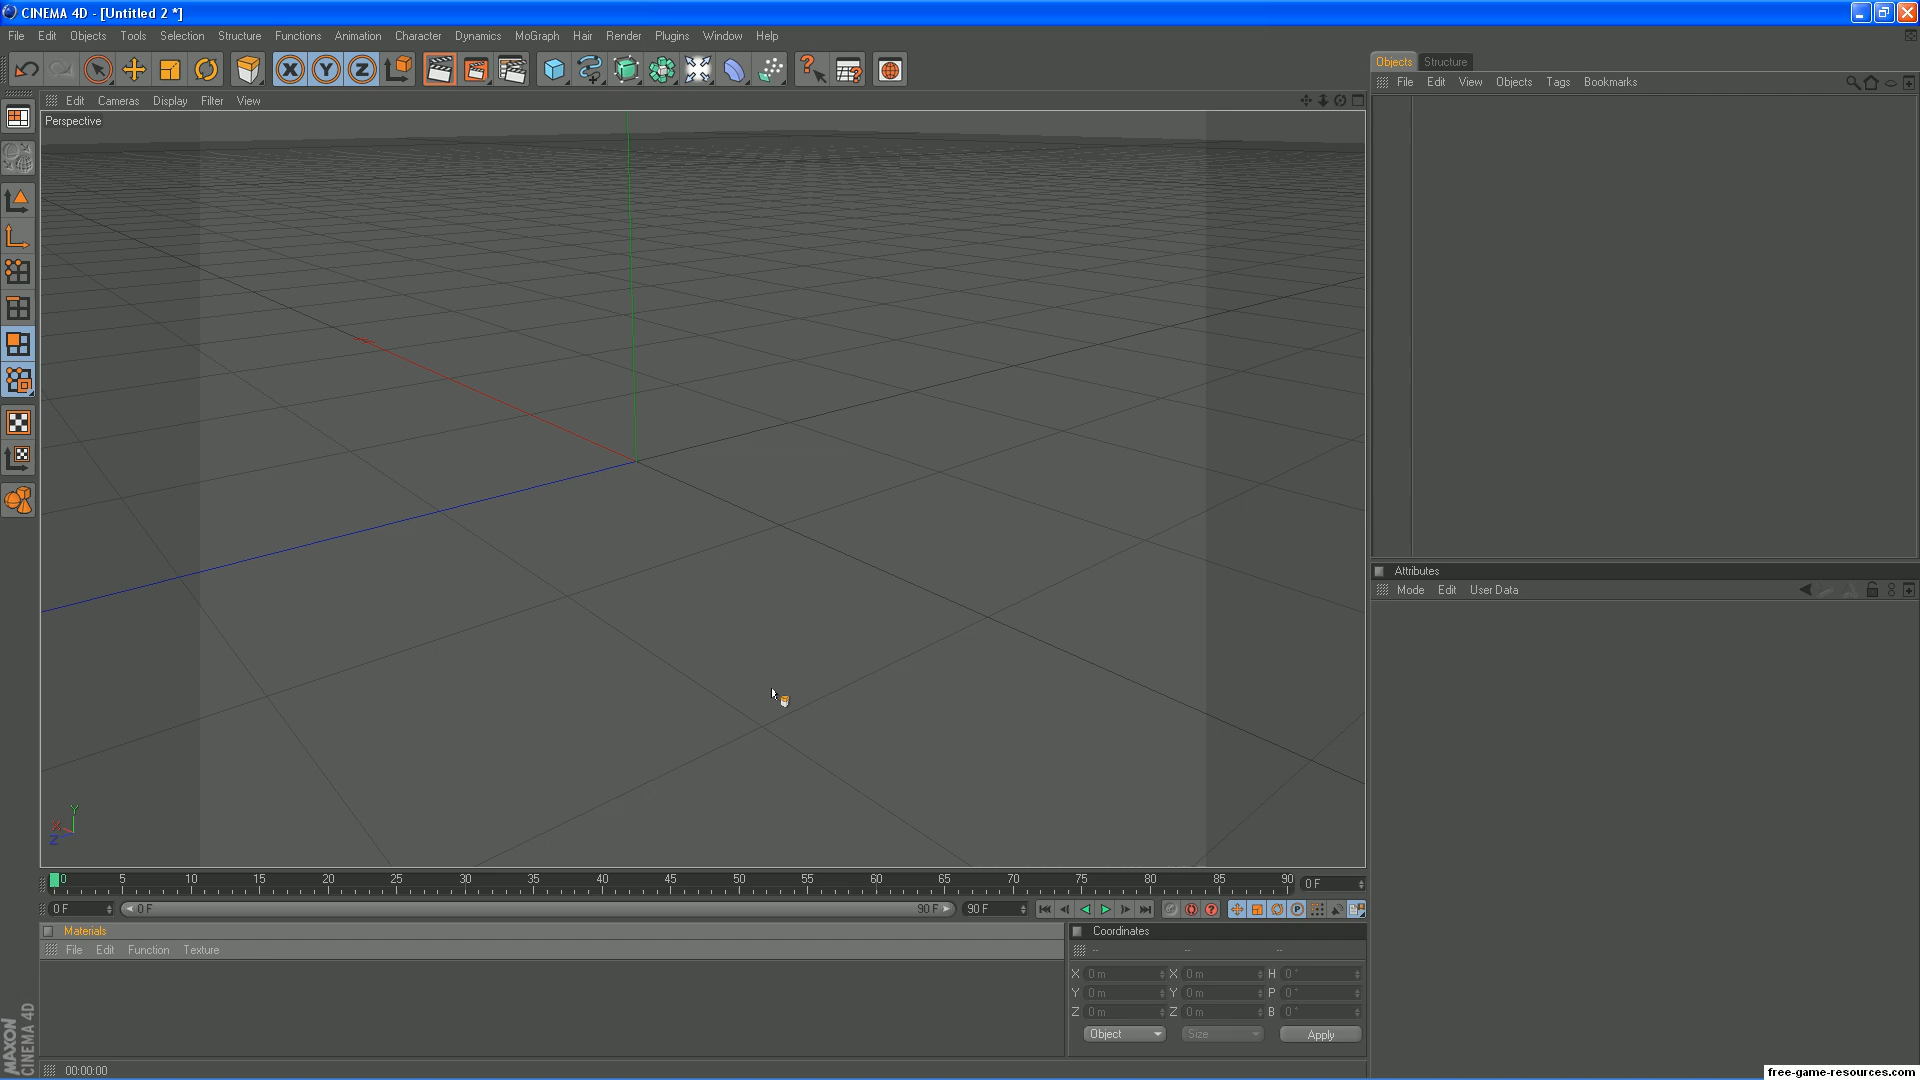 CINEMA 4D - [Untitled 2 *]
File Edit Objects Tools Selection Structure Functions Animation Character Dynamics MoGraph Hair Render Plugins Window Help
X Y Z
Objects Structure
File Edit View Objects Tags Bookmarks
Edit Cameras Display Filter View
Perspective
Attributes
Mode Edit User Data
Y
X
Z
0 5 10 15 20 25 30 35 40 45 50 55 60 65 70 75 80 85 90 0 F
0 F 0 F 90 F 90 F P
Materials
File Edit Function Texture
Coordinates
-- -- --
X 0 m X 0 m H 0 °
Y 0 m Y 0 m P 0 °
Z 0 m Z 0 m B 0 °
Object Size Apply
MAXON
CINEMA 4D
00:00:00
free-game-resources.com